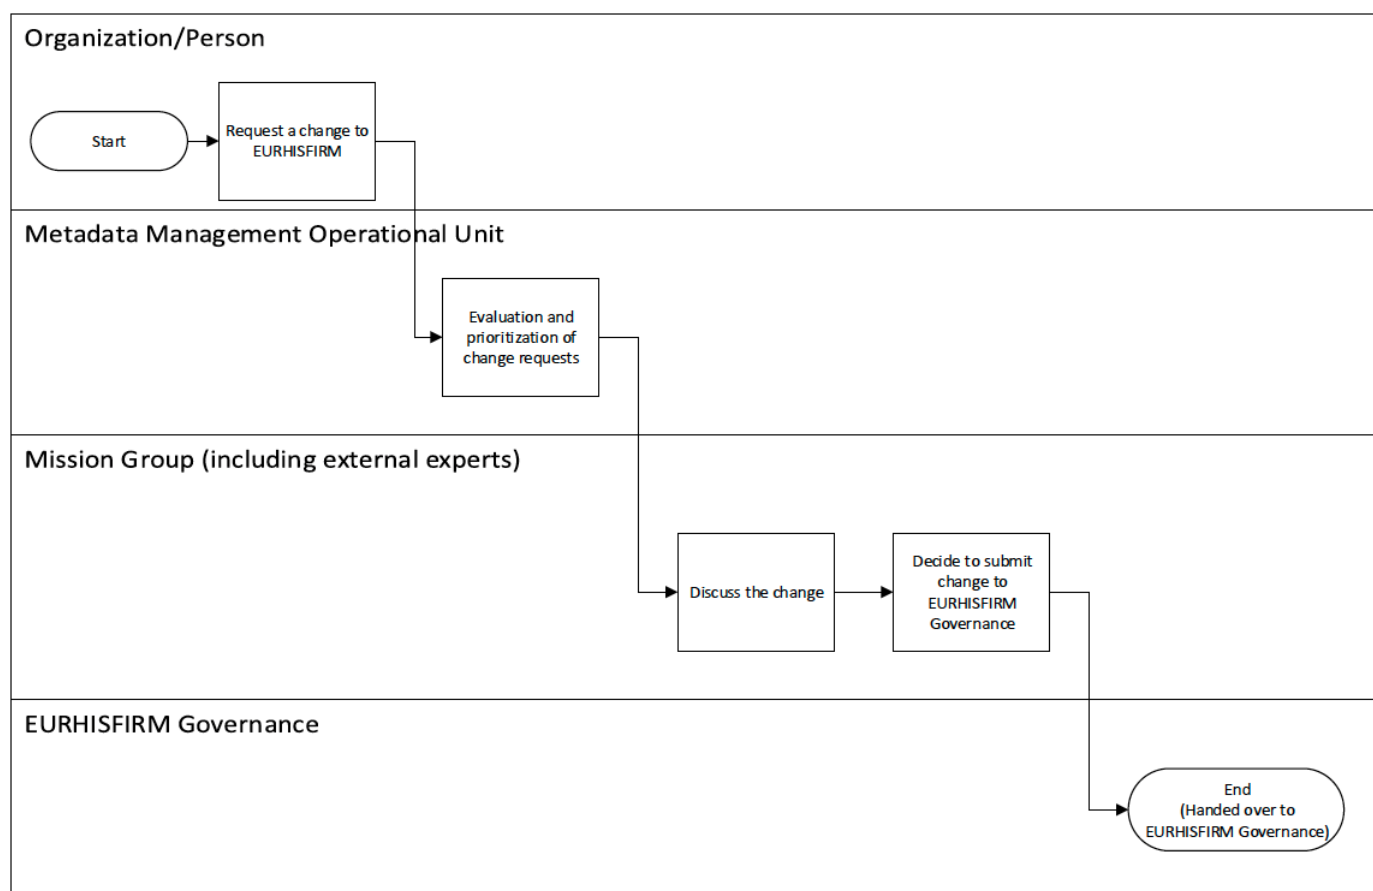 Organization/Person
Start
Request a change to
EURHISFIRM
Metadata Management Operational Unit
Evaluation and
prioritization of
change requests
Mission Group (including external experts)
Discuss the change
Decide to submit
change to
EURHISFIRM
Governance
EURHISFIRM Governance
End
(Handed over to
EURHISFIRM Governance)